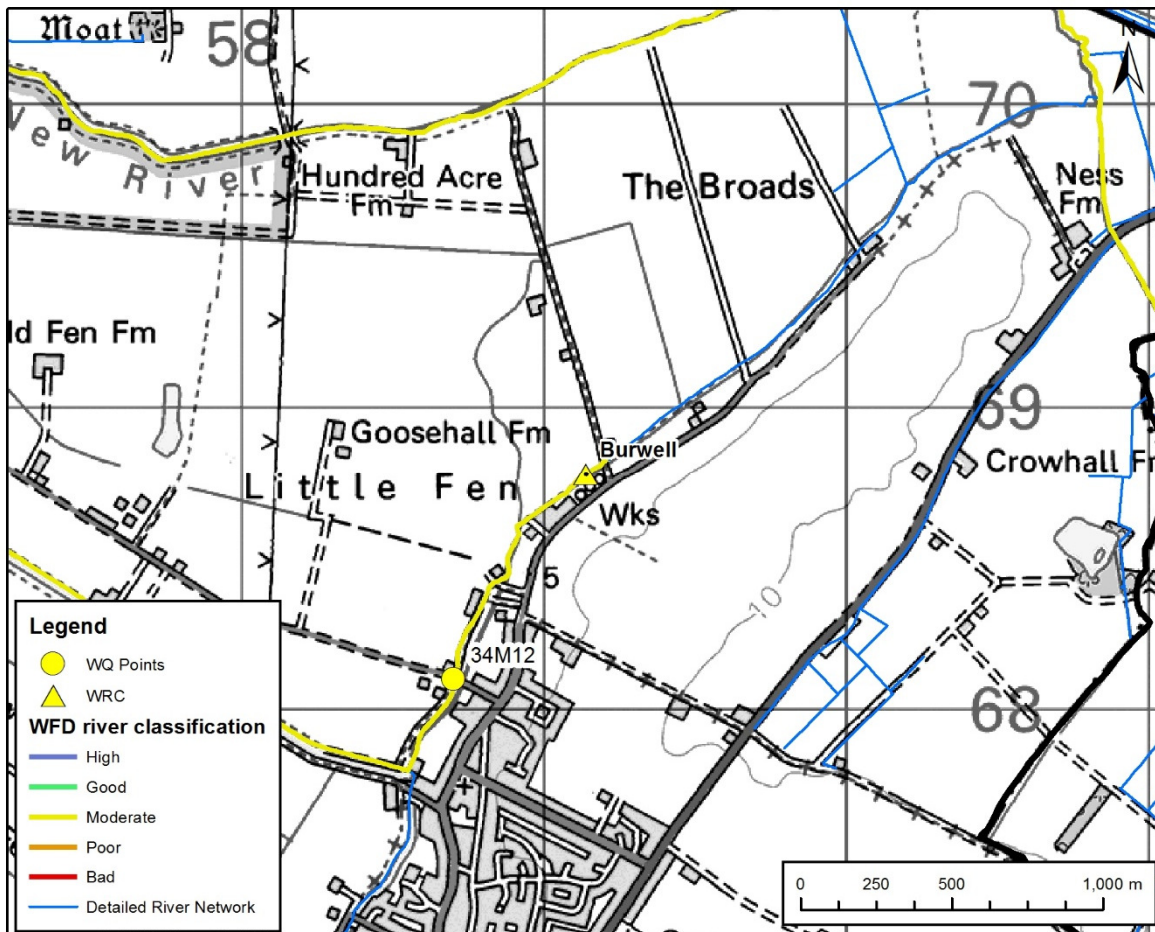 Moat
58
N
70
New River
Hundred Acre
Fm
The Broads
Ness
Fm
ld Fen Fm
69
Goosehall Fm
Burwell
Crowhall Fr
Little Fen
Wks
5
10
34M12
68
Legend
WQ Points
WRC
WFD river classification
High
Good
Moderate
Poor
Bad
Detailed River Network
0 250 500 1,000 m